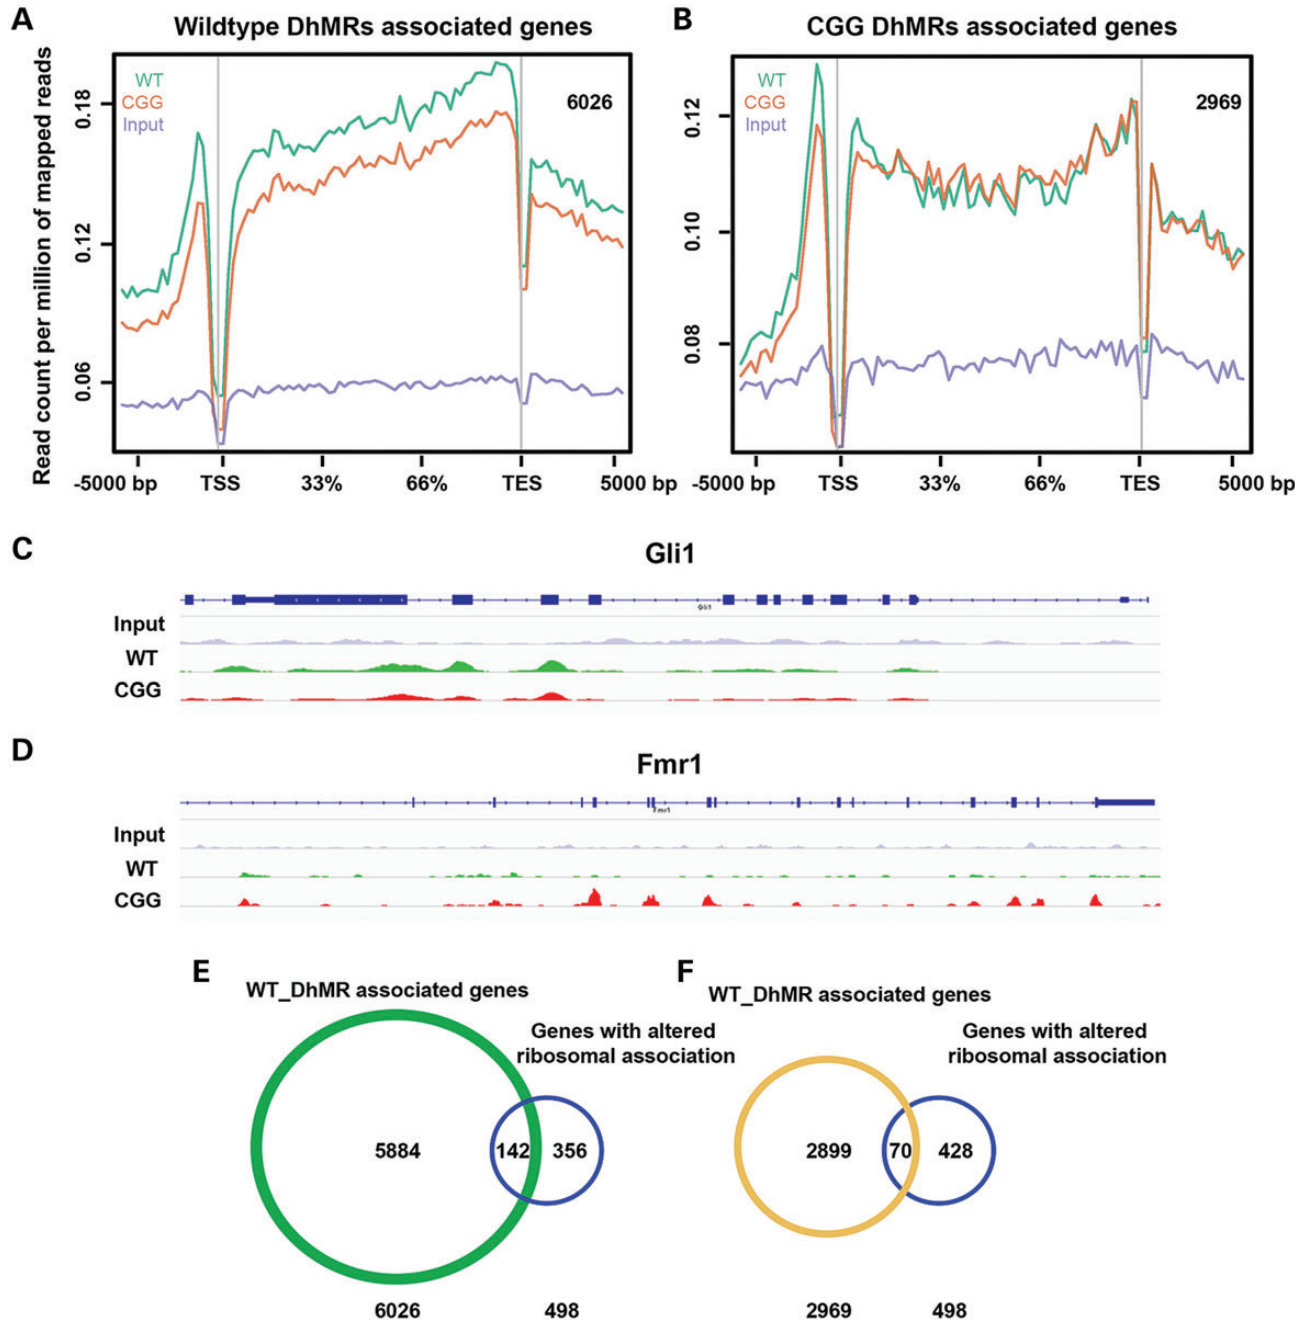 A
Wildtype DhMRs associated genes
Read count per million of mapped reads
0.18
0.12
0.06
WT
CGG
Input
6026
-5000 bp
TSS
33%
66%
TES
5000 bp
B
CGG DhMRs associated genes
0.12
0.10
0.08
WT
CGG
Input
2969
-5000 bp
TSS
33%
66%
TES
5000 bp
C
Gli1
Gli1
Input
WT
CGG
D
Fmr1
Fmr1
Input
WT
CGG
E
WT_DhMR associated genes
Genes with altered
ribosomal association
5884
142
356
6026
498
F
WT_DhMR associated genes
Genes with altered
ribosomal association
2899
70
428
2969
498